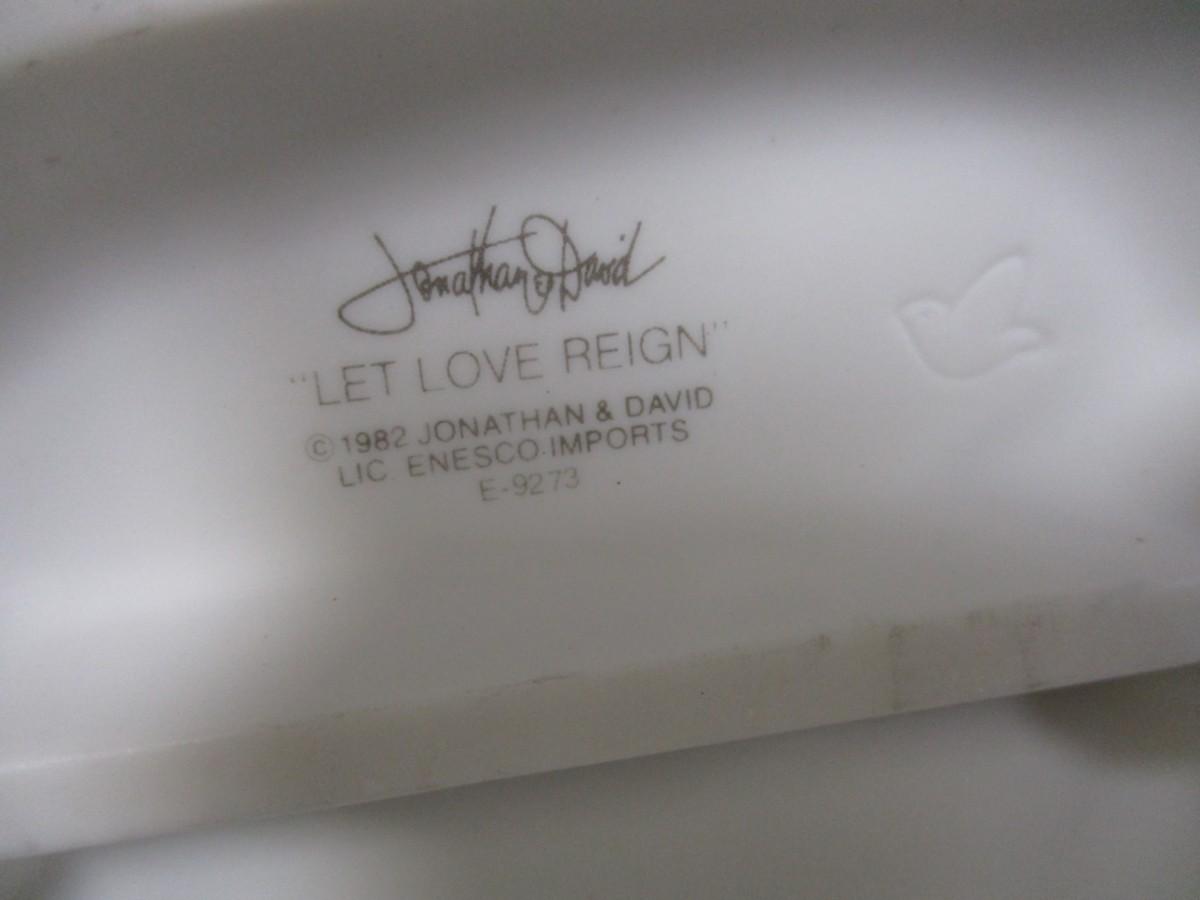 Jonathan & David
"LET LOVE REIGN"
© 1982 JONATHAN & DAVID
LIC. ENESCO IMPORTS
E-9273